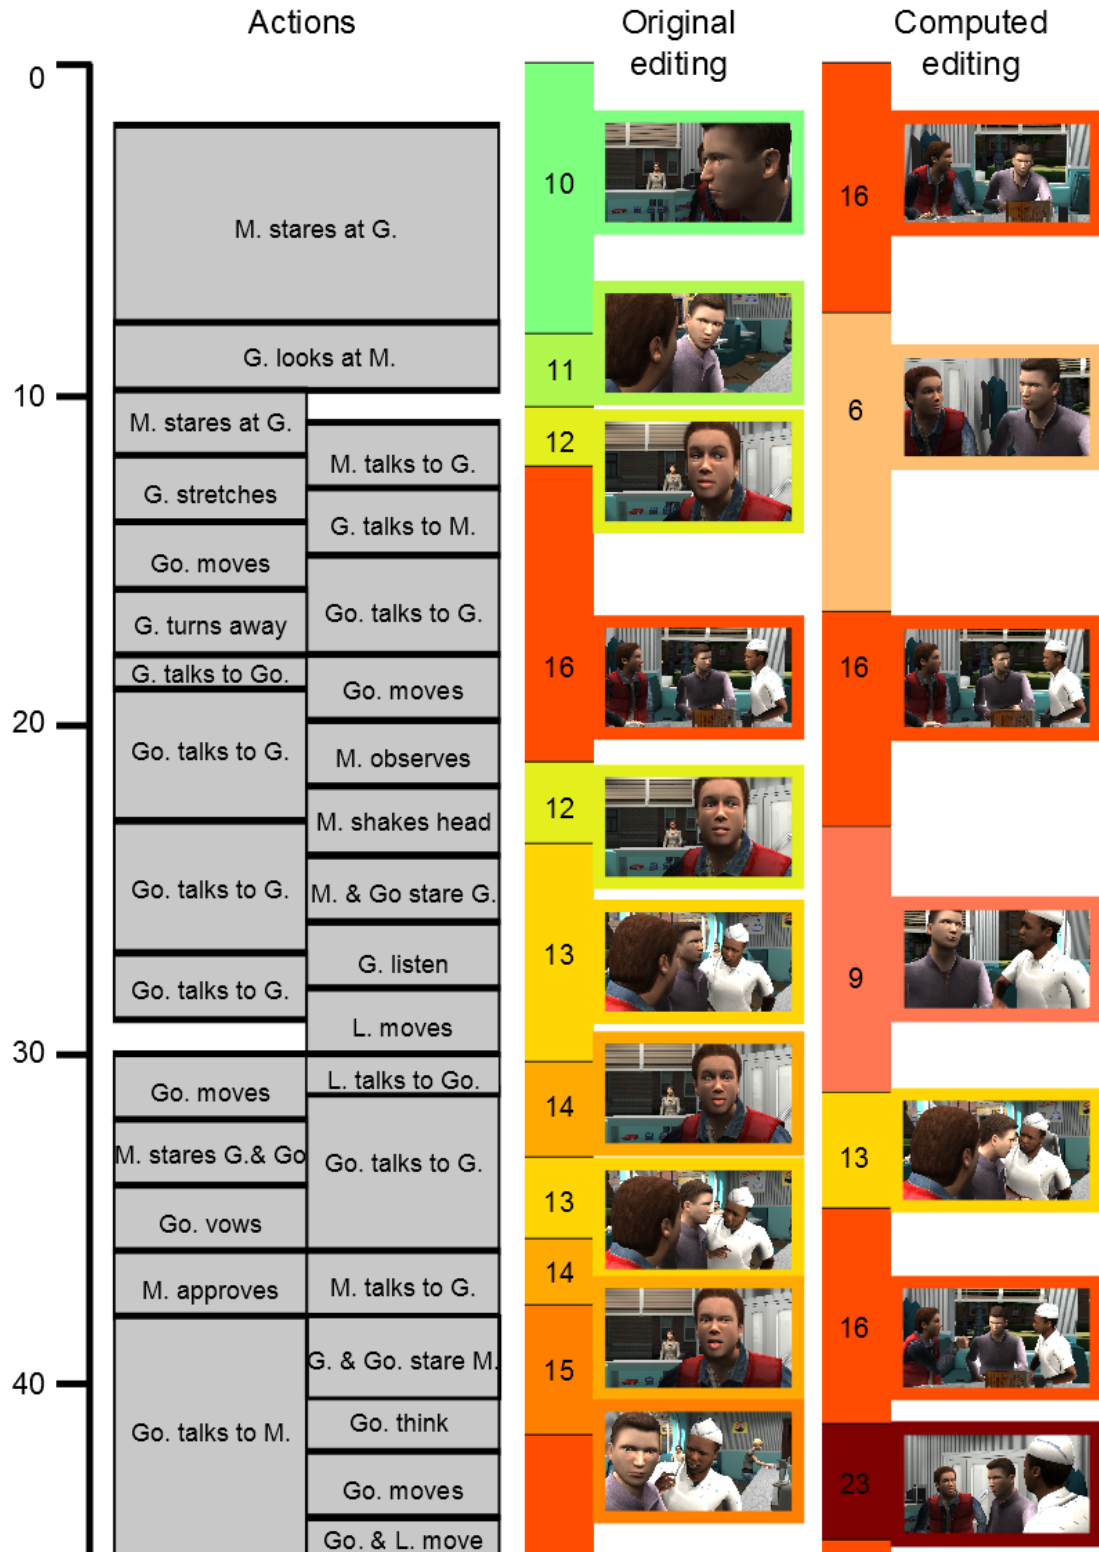 Actions
Original
editing
Computed
editing
0
10
20
30
40
M. stares at G.
G. looks at M.
M. stares at G.
M. talks to G.
G. stretches
G. talks to M.
Go. moves
Go. talks to G.
G. turns away
G. talks to Go.
Go. moves
Go. talks to G.
M. observes
M. shakes head
Go. talks to G.
M. & Go stare G.
G. listen
Go. talks to G.
L. moves
Go. moves
L. talks to Go.
M. stares G.& Go
Go. talks to G.
Go. vows
M. approves
M. talks to G.
G. & Go. stare M.
Go. talks to M.
Go. think
Go. moves
Go. & L. move
10
11
12
16
12
13
14
13
14
15
16
6
16
9
13
16
23